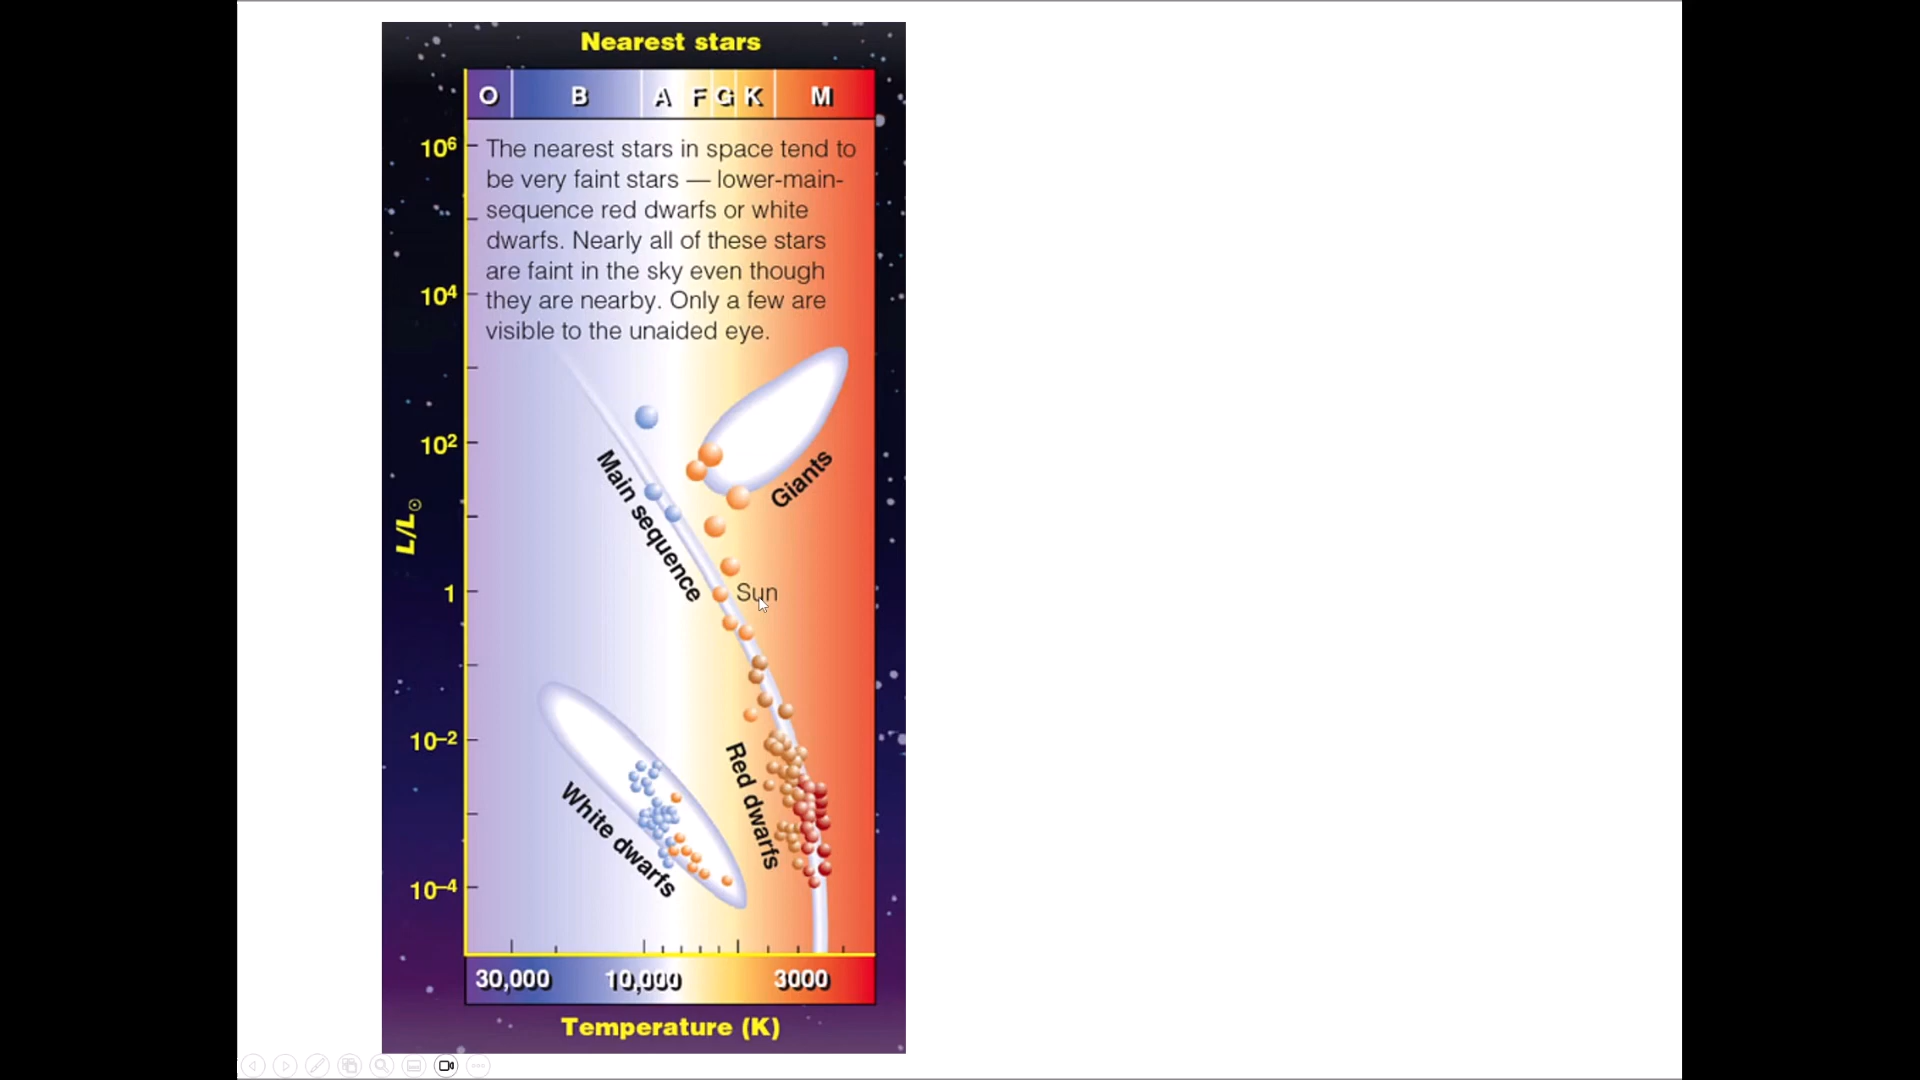 Nearest stars
O B A F G K M
The nearest stars in space tend to
be very faint stars — lower-main-
sequence red dwarfs or white
dwarfs. Nearly all of these stars
are faint in the sky even though
they are nearby. Only a few are
visible to the unaided eye.
10⁶
10⁴
10²
1
10⁻²
10⁻⁴
L/L☉
Giants
Main sequence
Sun
Red dwarfs
White dwarfs
30,000 10,000 3000
Temperature (K)